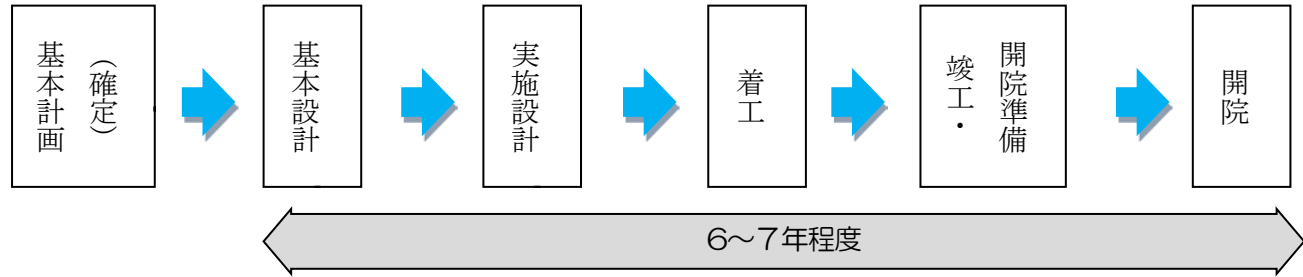 基本計画
（確定）
基本設計
実施設計
着工
竣工・
開院準備
開院
６～７年程度